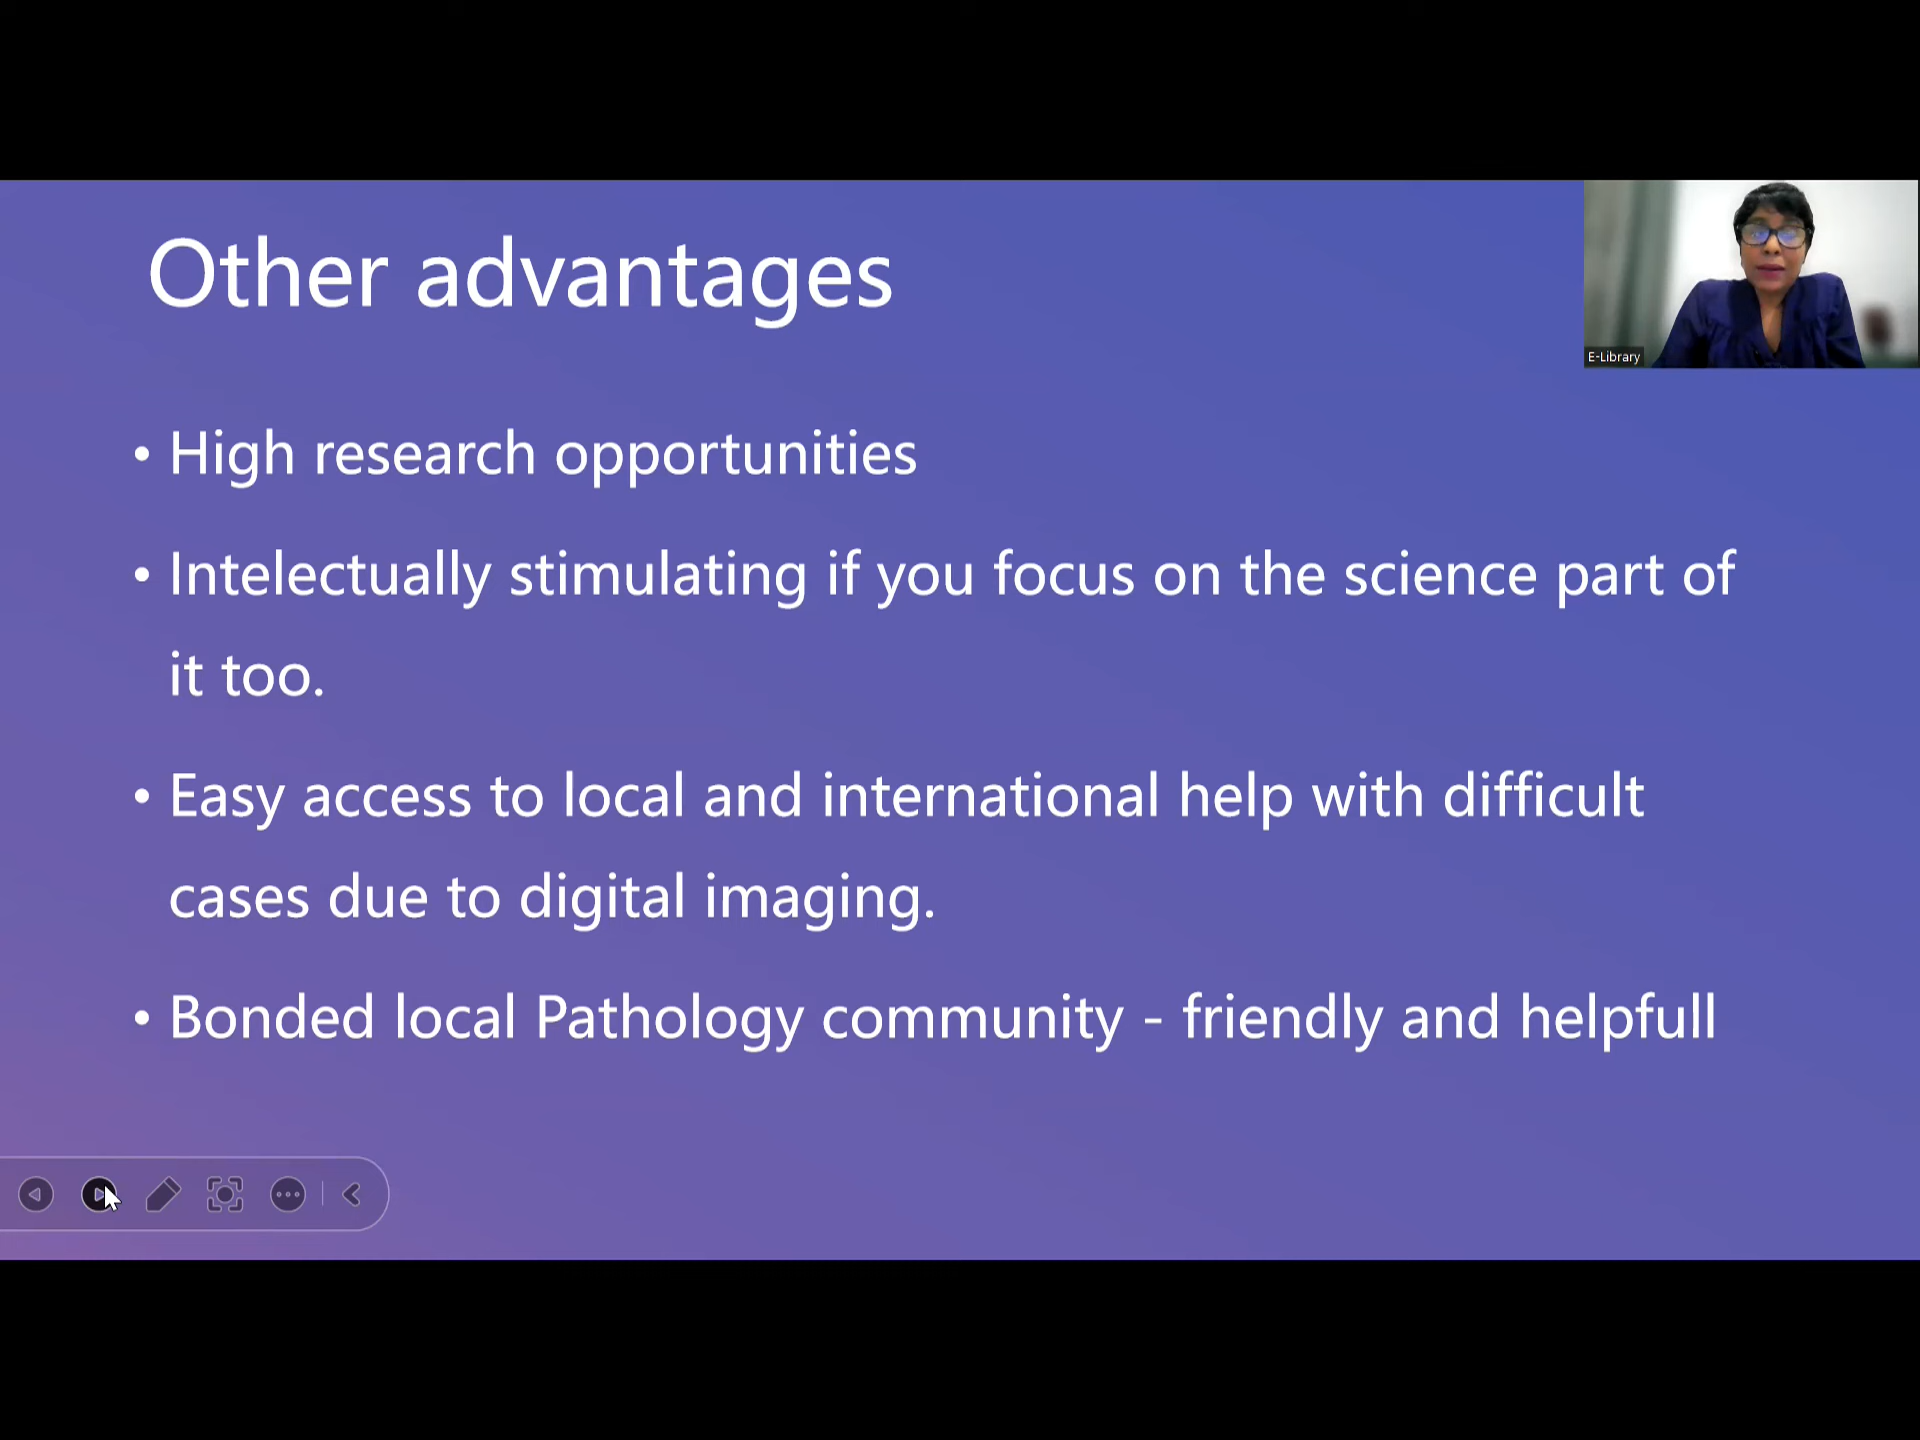 Other advantages
E-Library
• High research opportunities
• Intelectually stimulating if you focus on the science part of
it too.
• Easy access to local and international help with difficult
cases due to digital imaging.
• Bonded local Pathology community - friendly and helpfull